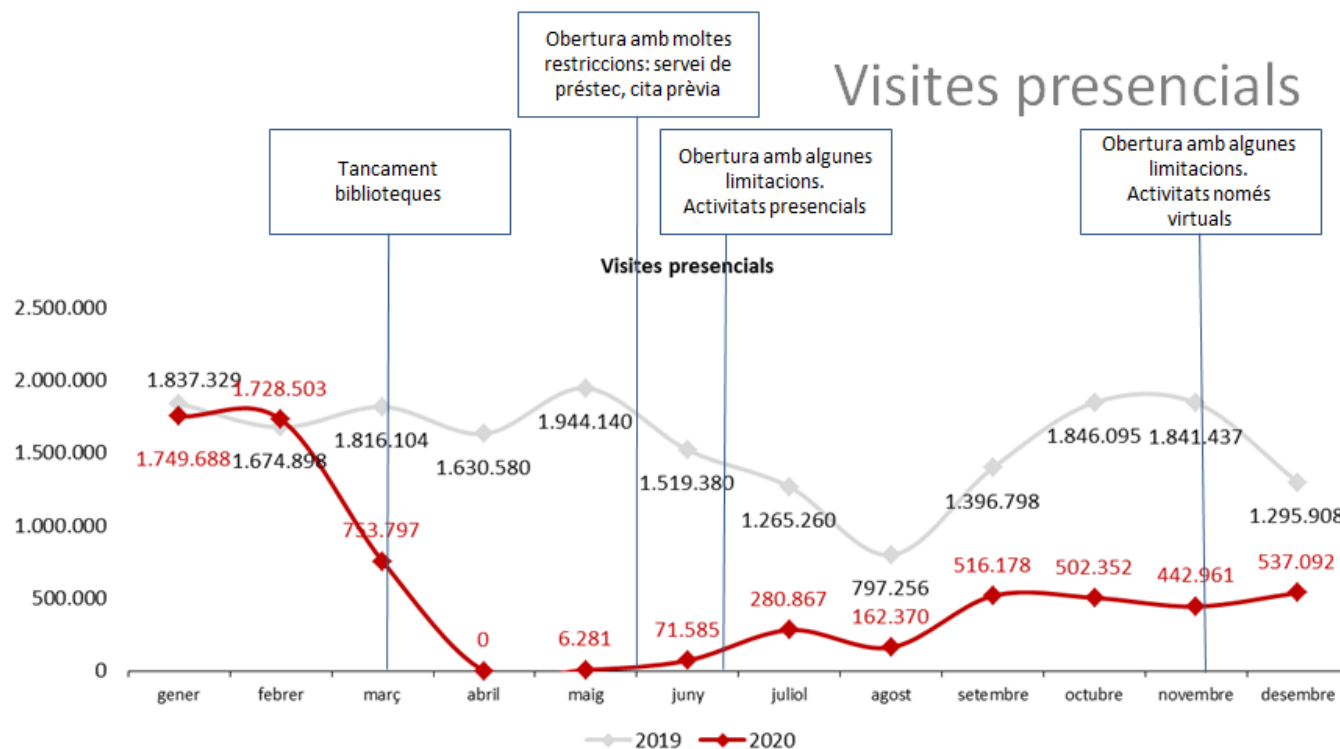 Visites presencials
Obertura amb moltes
restriccions: servei de
préstec, cita prèvia
Tancament
biblioteques
Obertura amb algunes
limitacions.
Activitats presencials
Obertura amb algunes
limitacions.
Activitats només
virtuals
Visites presencials
2.500.000
2.000.000
1.500.000
1.000.000
500.000
0
1.837.329
1.674.898
1.816.104
1.630.580
1.944.140
1.519.380
1.265.260
797.256
1.396.798
1.846.095
1.841.437
1.295.908
1.749.688
1.728.503
753.797
0
6.281
71.585
280.867
162.370
516.178
502.352
442.961
537.092
gener
febrer
març
abril
maig
juny
juliol
agost
setembre
octubre
novembre
desembre
2019
2020